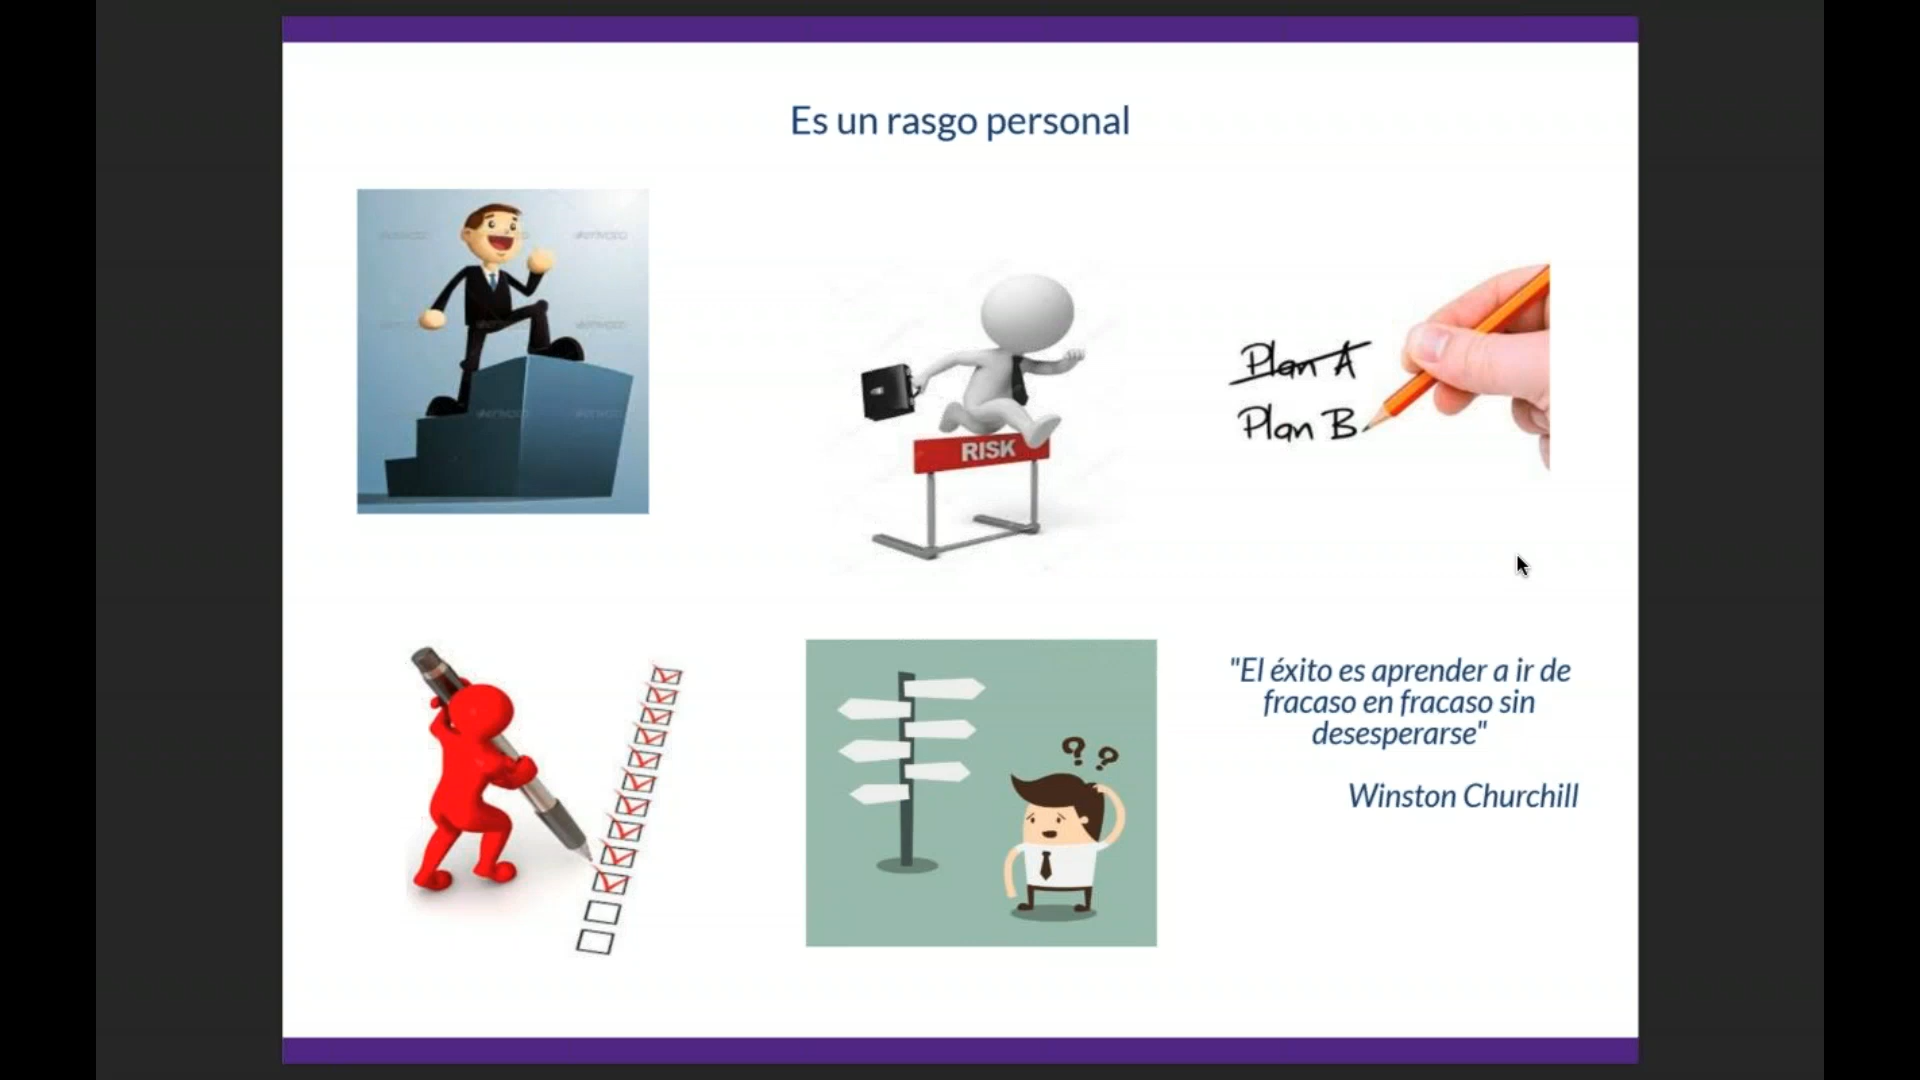 Es un rasgo personal
RISK
Plan A
Plan B
"El éxito es aprender a ir de
fracaso en fracaso sin
desesperarse"
Winston Churchill